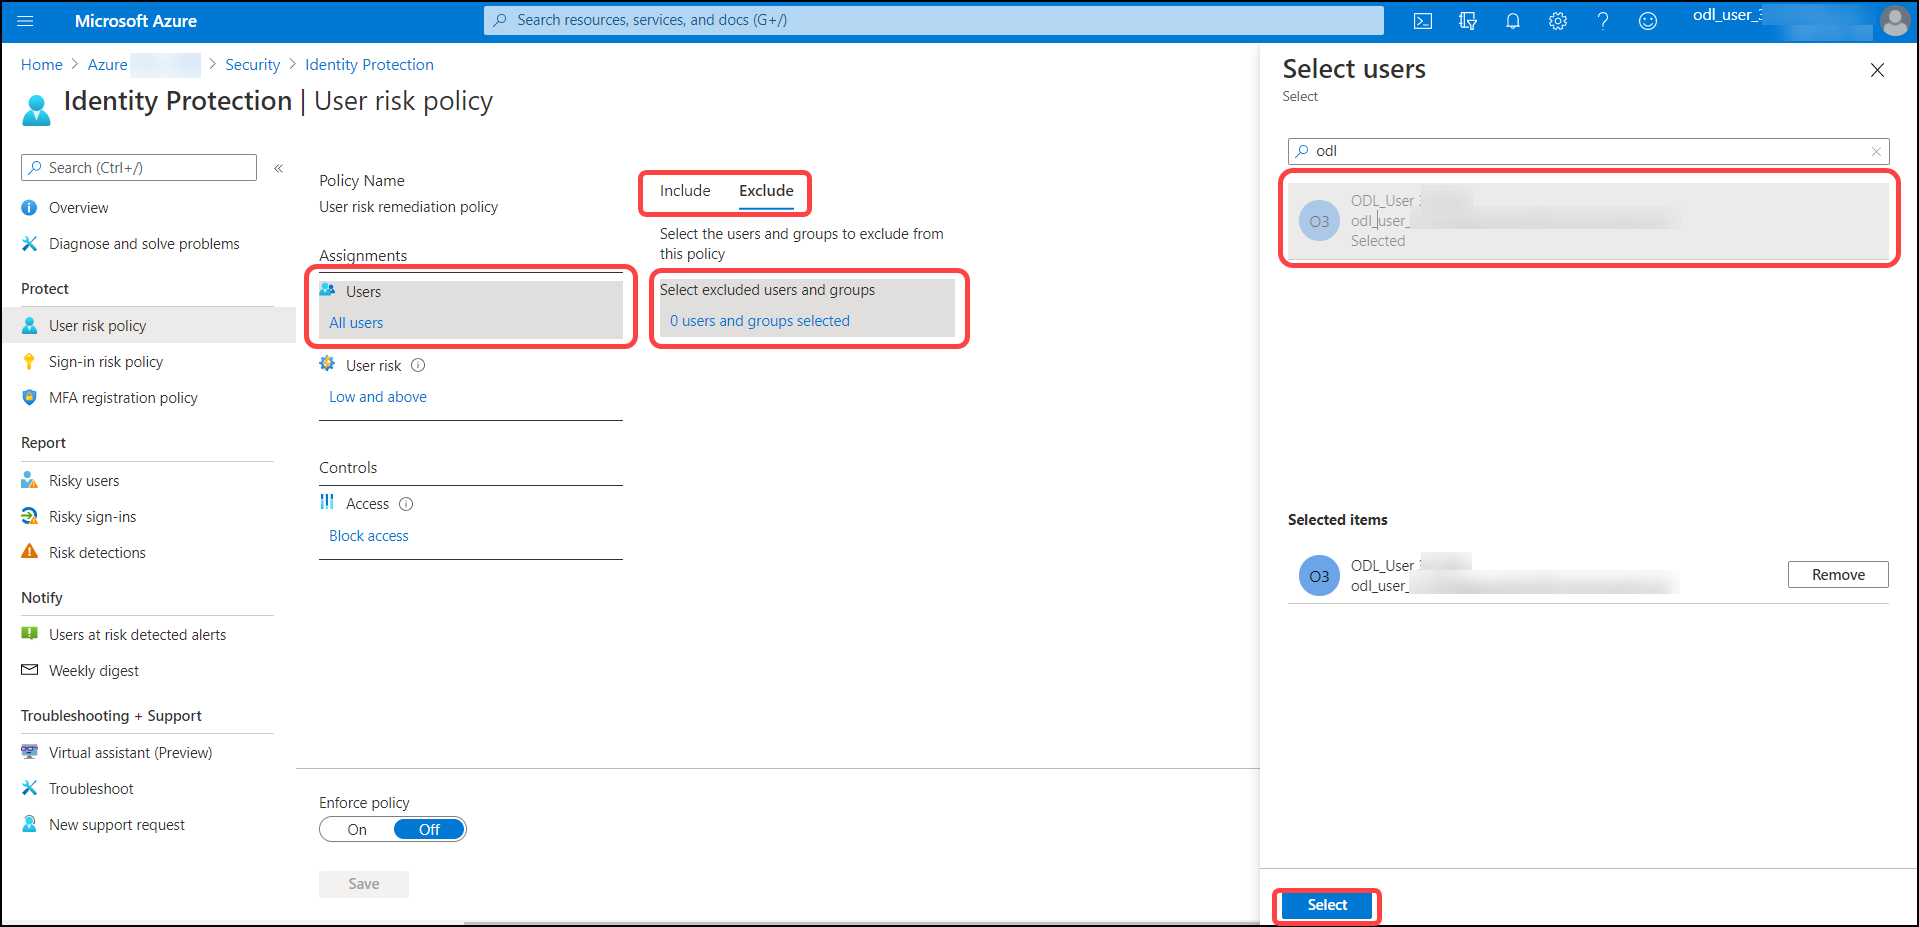 Microsoft Azure
Search resources, services, and docs (G+/)
odl_user_3
Home > Azure > Security > Identity Protection
Identity Protection | User risk policy
Search (Ctrl+/)
«
Overview
Diagnose and solve problems
Protect
User risk policy
Sign-in risk policy
MFA registration policy
Report
Risky users
Risky sign-ins
Risk detections
Notify
Users at risk detected alerts
Weekly digest
Troubleshooting + Support
Virtual assistant (Preview)
Troubleshoot
New support request
Policy Name
User risk remediation policy
Assignments
Users
All users
User risk
Low and above
Controls
Access
Block access
Enforce policy
On Off
Save
Include Exclude
Select the users and groups to exclude from
this policy
Select excluded users and groups
0 users and groups selected
Select users
Select
odl
O3
ODL_User
odl_user_
Selected
Selected items
O3
ODL_User
odl_user_
Remove
Select